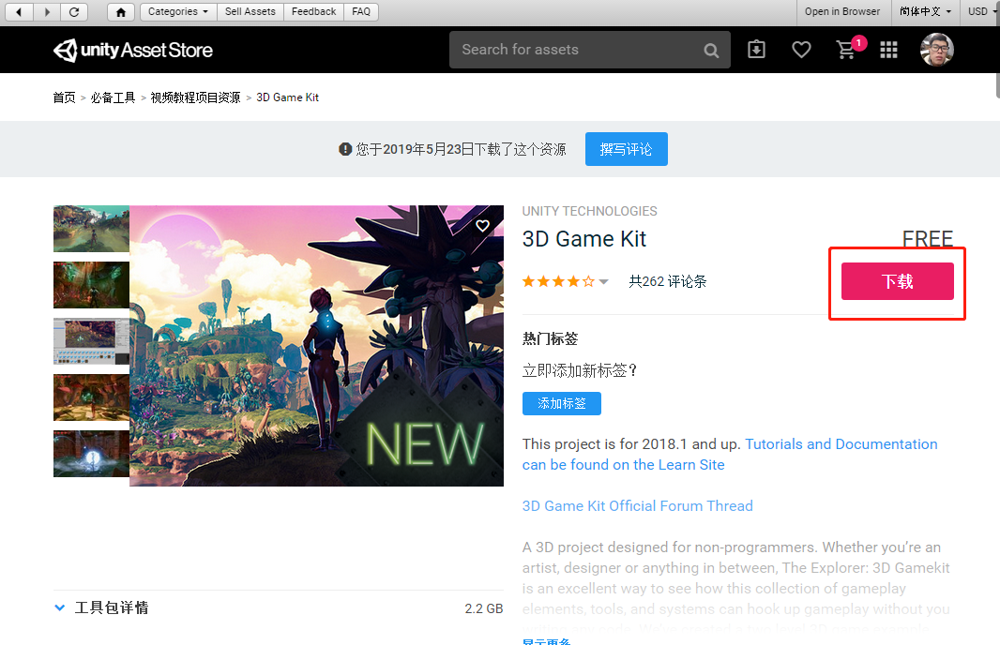 Categories Sell Assets Feedback FAQ Open in Browser 简体中文 USD
unity Asset Store Search for assets 1
首页 > 必备工具 > 视频教程项目资源 > 3D Game Kit
您于2019年5月23日下载了这个资源 撰写评论
UNITY TECHNOLOGIES
3D Game Kit FREE
共262 评论条 下载
热门标签
立即添加新标签?
添加标签
NEW
This project is for 2018.1 and up. Tutorials and Documentation
can be found on the Learn Site
3D Game Kit Official Forum Thread
A 3D project designed for non-programmers. Whether you’re an
artist, designer or anything in between, The Explorer: 3D Gamekit
is an excellent way to see how this collection of gameplay
elements, tools, and systems can hook up gameplay without you
工具包详情 2.2 GB
显示更多